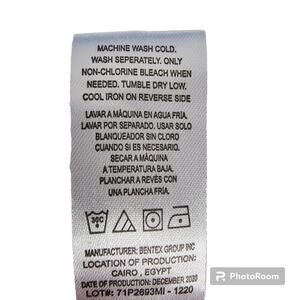 MACHINE WASH COLD.
WASH SEPERATELY. ONLY
NON-CHLORINE BLEACH WHEN
NEEDED. TUMBLE DRY LOW.
COOL IRON ON REVERSE SIDE
LAVAR A MÁQUINA EN AGUA FRÍA.
LAVAR POR SEPARADO. USAR SOLO
BLANQUEADOR SIN CLORO
CUANDO SÍ ES NECESARIO.
SECAR A MÁQUINA
A TEMPERATURA BAJA.
PLANCHAR A REVÉS CON
UNA PLANCHA FRÍA.
30C
MANUFACTURER: BENTEX GROUP INC
LOCATION OF PRODUCTION:
CAIRO , EGYPT
DATE OF PRODUCTION: DECEMBER 2020
LOT#: 71P2693MI - 1220
PhotoRoom